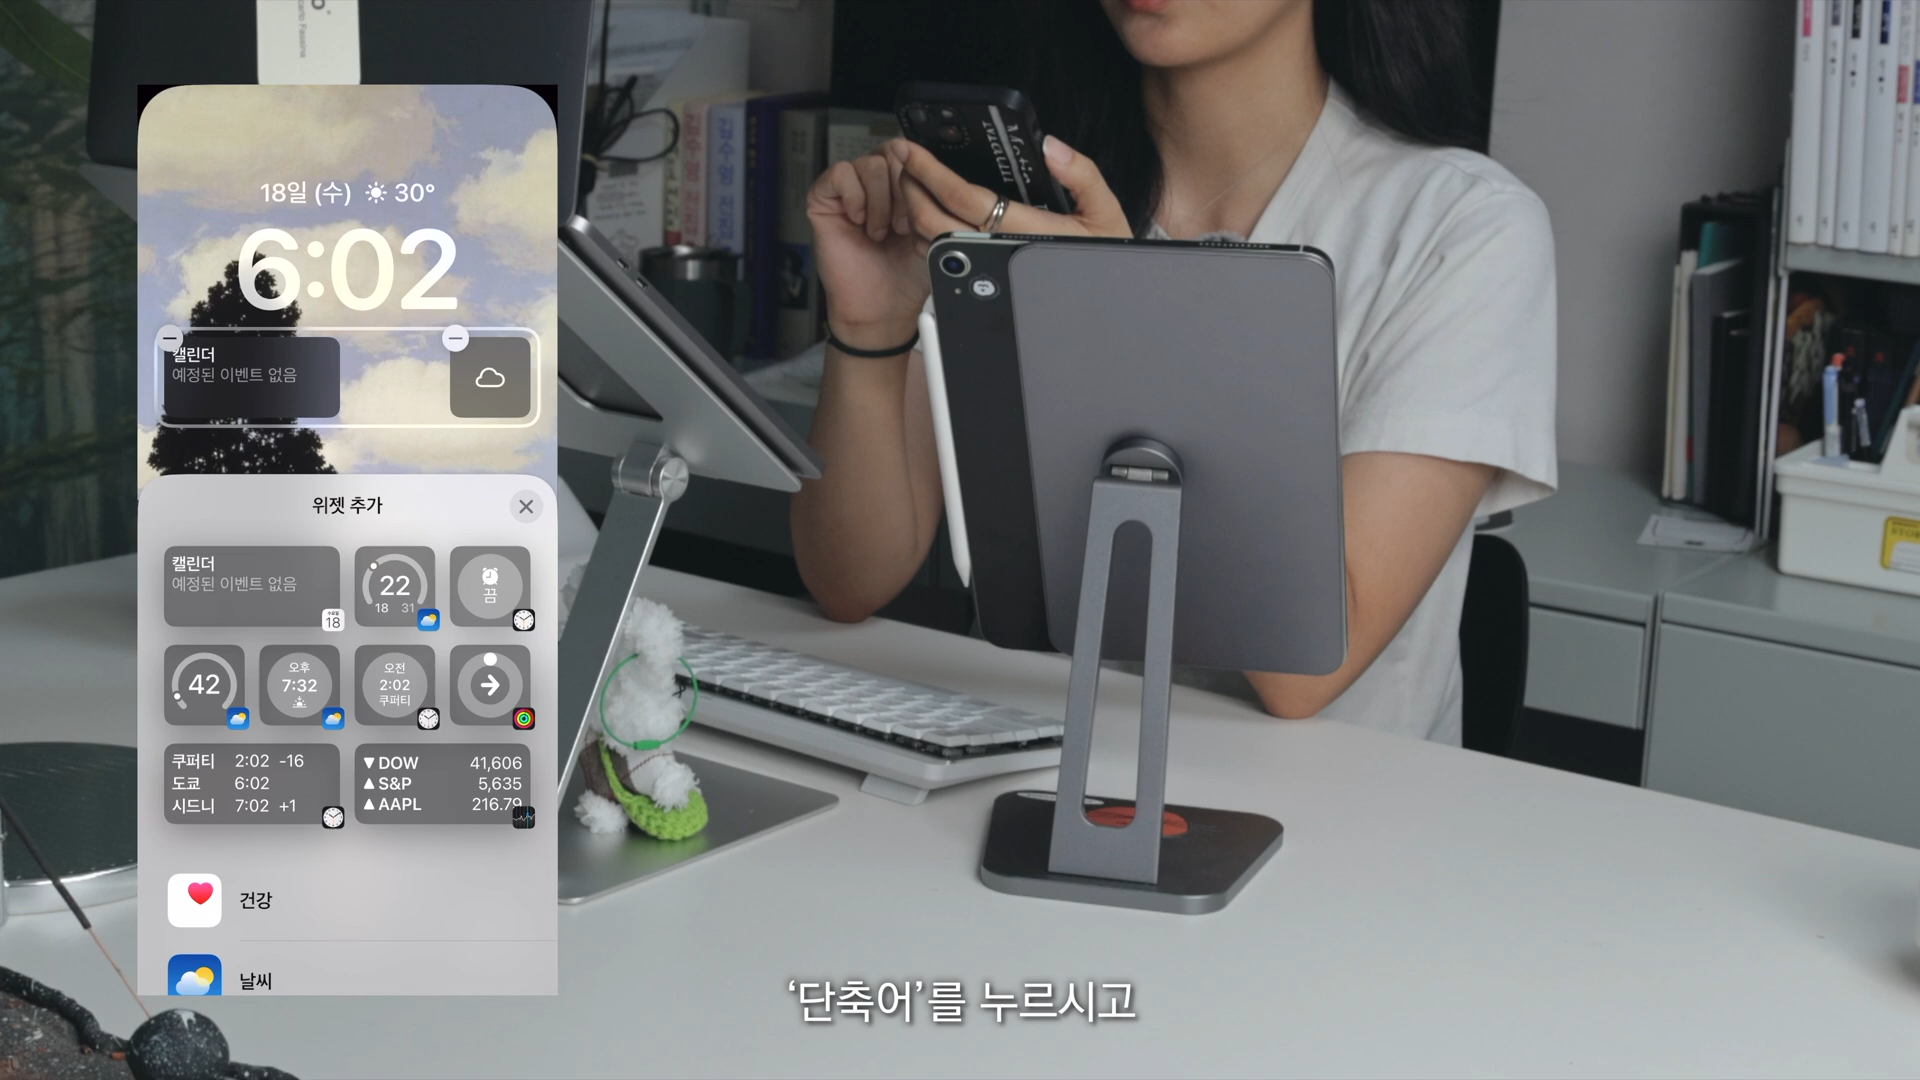 18일 (수) 30°
6:02
캘린더
예정된 이벤트 없음
위젯 추가
캘린더
예정된 이벤트 없음
수요일
18
22
18 31
끔
42
오후
7:32
오전
2:02
쿠퍼티
쿠퍼티 2:02 -16
도쿄 6:02
시드니 7:02 +1
▼DOW 41,606
▲S&P 5,635
▲AAPL 216.79
건강
날씨
‘단축어’를 누르시고